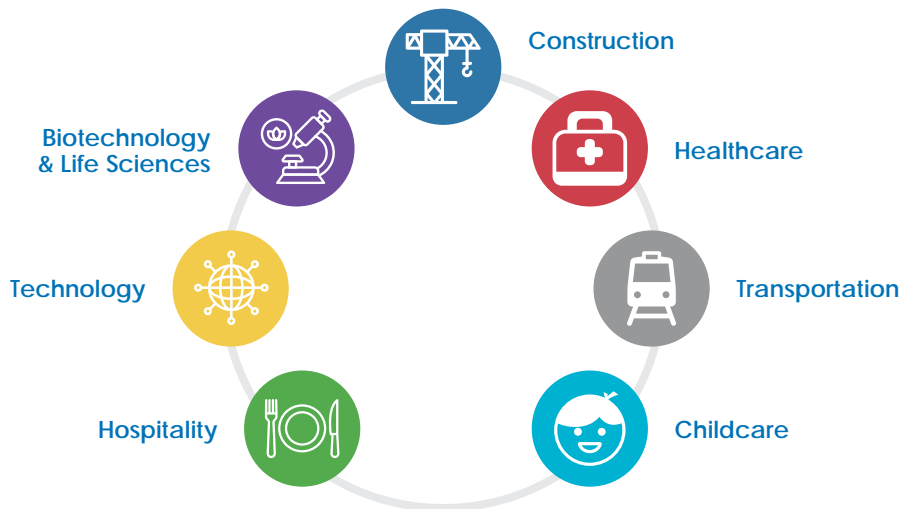 Construction
Healthcare
Transportation
Childcare
Hospitality
Technology
Biotechnology
& Life Sciences